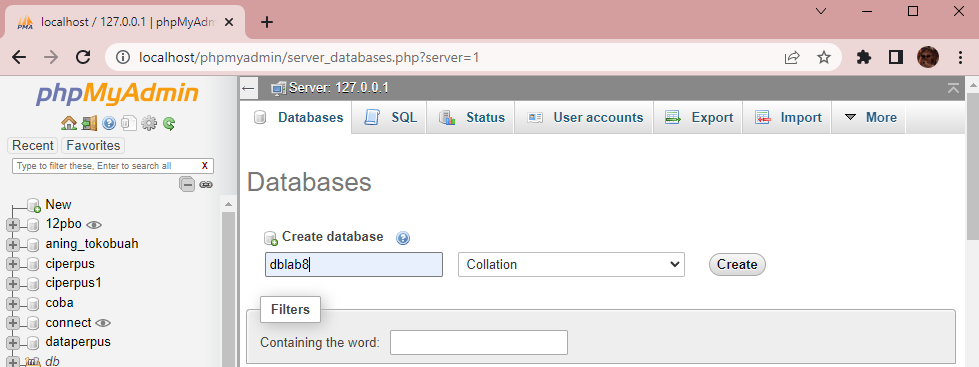 localhost / 127.0.0.1 | phpMyAdm
localhost/phpmyadmin/server_databases.php?server=1
phpMyAdmin
Recent Favorites
Type to filter these, Enter to search all X
New
12pbo
aning_tokobuah
ciperpus
ciperpus1
coba
connect
dataperpus
db
Server: 127.0.0.1
Databases SQL Status User accounts Export Import More
Databases
Create database
dblab8 Collation Create
Filters
Containing the word: